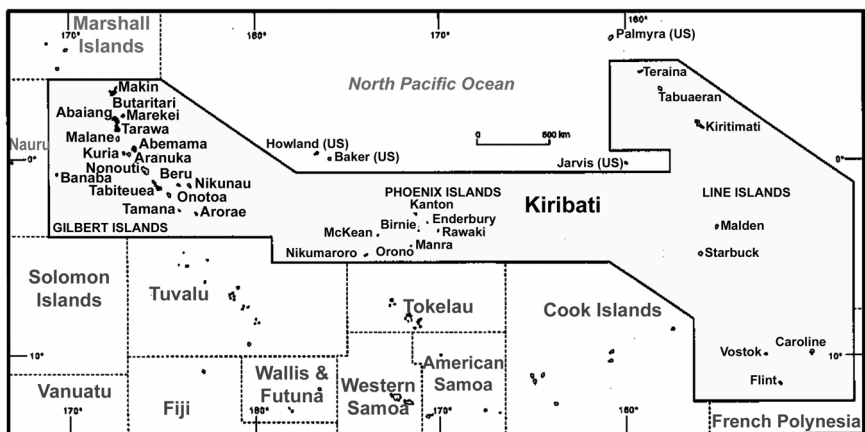 170°
180°
170°
160°
Marshall
Islands
Palmyra (US)
North Pacific Ocean
Teraina
Tabuaeran
Kiritimati
Makin
Butaritari
Abaiang
Marekei
Tarawa
Malane
Abemama
Kuria
Aranuka
Nonouti
Beru
Banaba
Nikunau
Tabiteuea
Onotoa
Tamana
Arorae
GILBERT ISLANDS
Nauru
0°
0°
0
500 km
Howland (US)
Baker (US)
Jarvis (US)
PHOENIX ISLANDS
Kanton
Enderbury
Birnie
Rawaki
McKean
Manra
Orono
Nikumaroro
Kiribati
LINE ISLANDS
Malden
Starbuck
Caroline
Vostok
Flint
Solomon
Islands
Tuvalu
Tokelau
Cook Islands
10°
10°
Vanuatu
Fiji
Wallis &
Futuna
Western
Samoa
American
Samoa
French Polynesia
170°
180°
170°
160°